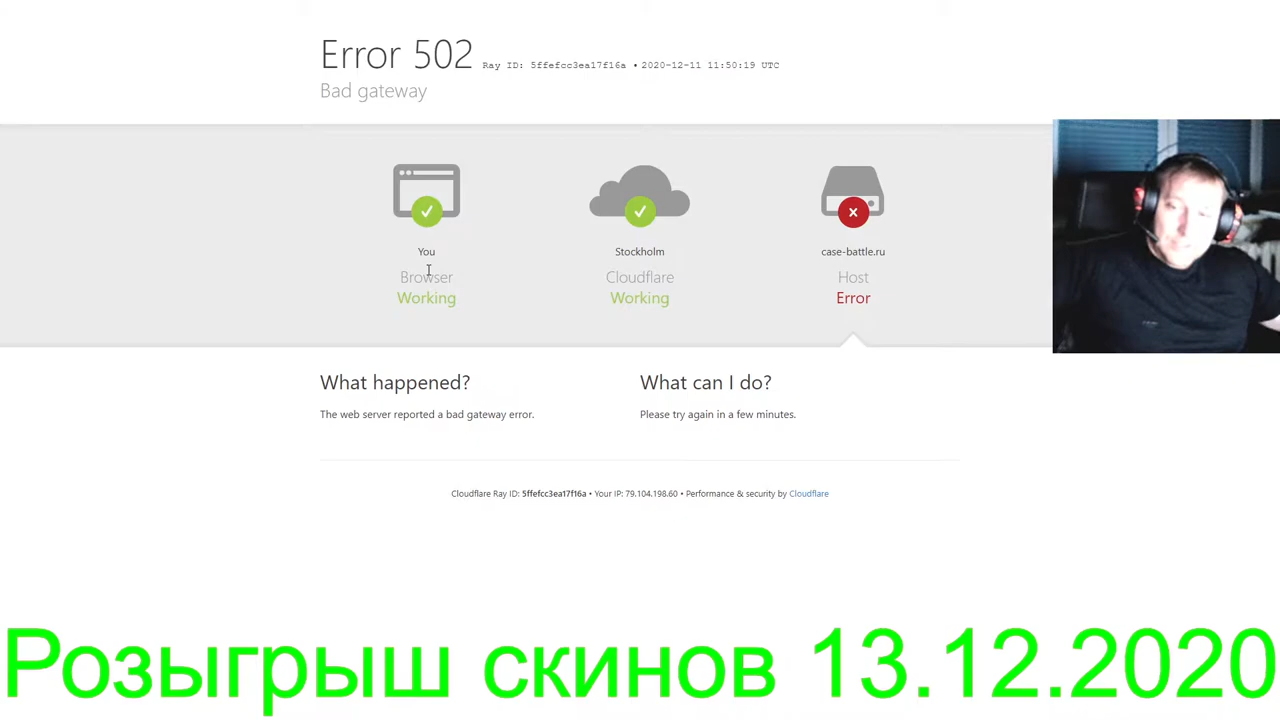 Error 502 Ray ID: 5ffefcc3ea17f16a • 2020-12-11 11:50:19 UTC
Bad gateway
You
Browser
Working
Stockholm
Cloudflare
Working
case-battle.ru
Host
Error
What happened?
The web server reported a bad gateway error.
What can I do?
Please try again in a few minutes.
Cloudflare Ray ID: 5ffefcc3ea17f16a • Your IP: 79.104.198.60 • Performance & security by Cloudflare
Розыгрыш скинов 13.12.2020